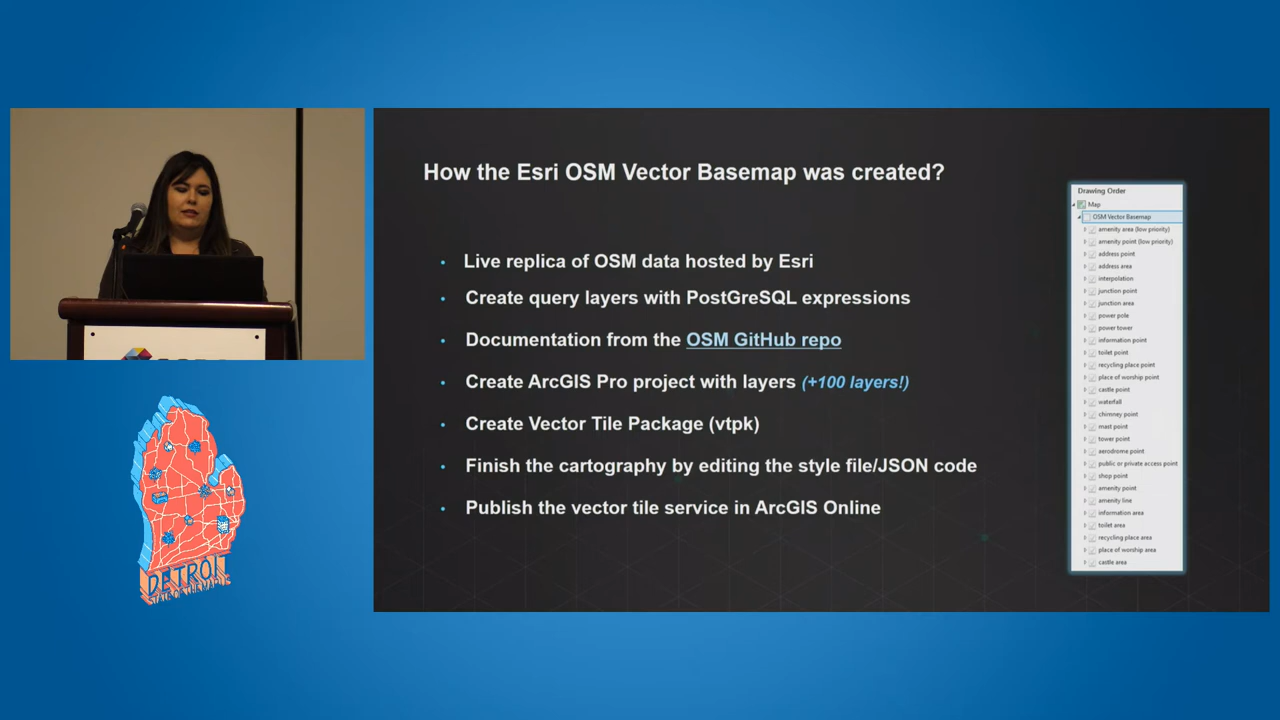 How the Esri OSM Vector Basemap was created?
• Live replica of OSM data hosted by Esri
• Create query layers with PostGreSQL expressions
• Documentation from the OSM GitHub repo
• Create ArcGIS Pro project with layers (+100 layers!)
• Create Vector Tile Package (vtpk)
• Finish the cartography by editing the style file/JSON code
• Publish the vector tile service in ArcGIS Online
Drawing Order
Map
OSM Vector Basemap
amenity area (low priority)
amenity point (low priority)
address point
address area
interpolation
junction point
junction area
power pole
power tower
information point
toilet point
recycling place point
place of worship point
castle point
waterfall
chimney point
mast point
tower point
aerodrome point
public or private access point
shop point
amenity point
amenity line
information area
toilet area
recycling place area
place of worship area
castle area
DETROIT
STATE OF THE MAP US